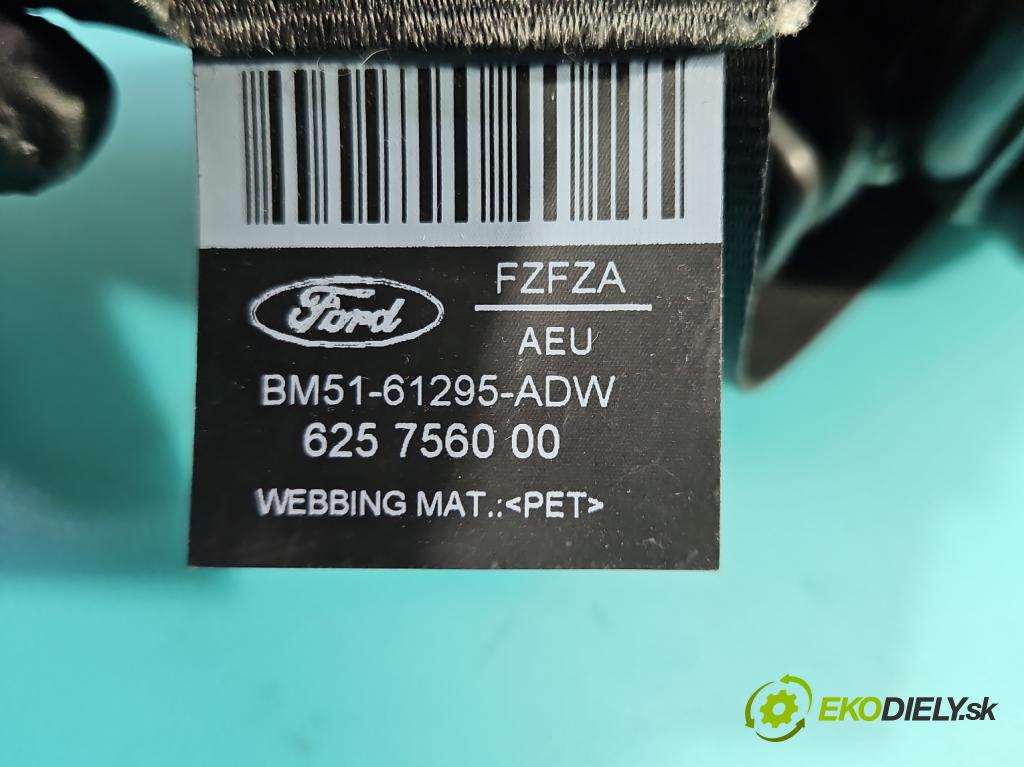 FZFZA
Ford
AEU
BM51-61295-ADW
625 7560 00
WEBBING MAT.:<PET>
EKODIELY.sk